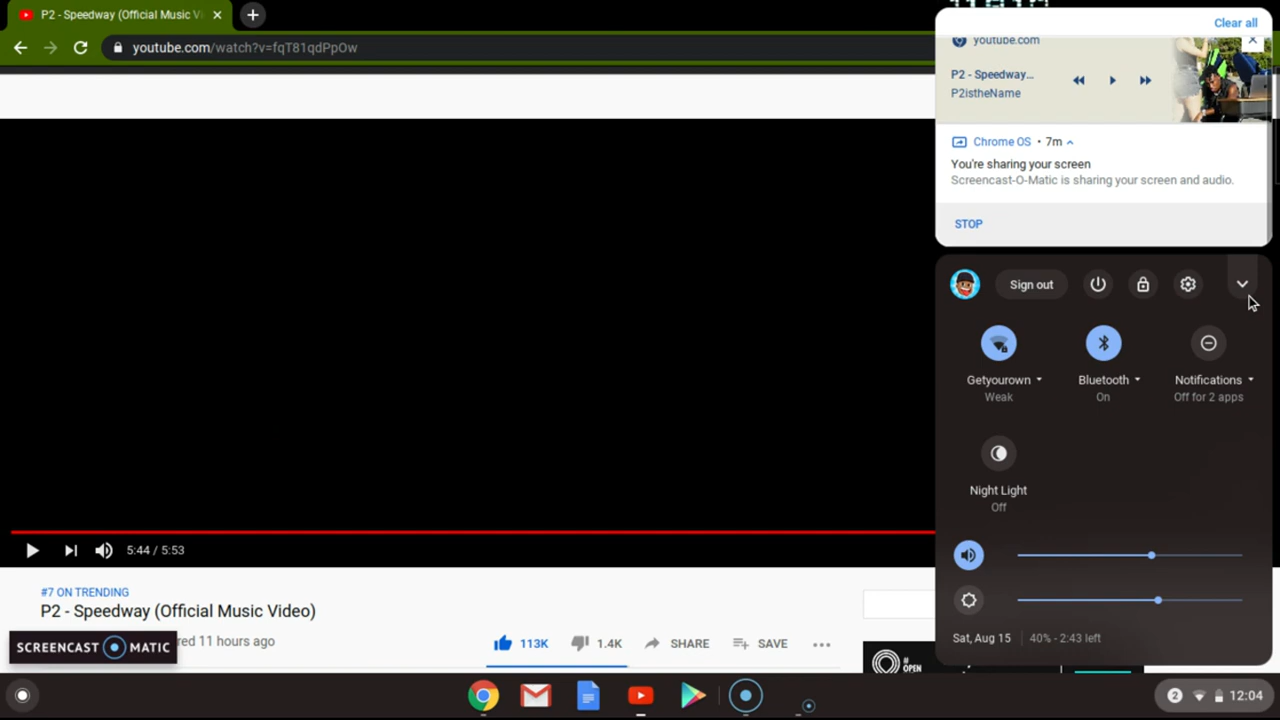 P2 - Speedway (Official Music Vi
youtube.com/watch?v=fqT81qdPpOw
Clear all
youtube.com
P2 - Speedway...
P2istheName
Chrome OS • 7m
You're sharing your screen
Screencast-O-Matic is sharing your screen and audio.
STOP
Sign out
Getyourown
Weak
Bluetooth
On
Notifications
Off for 2 apps
Night Light
Off
Sat, Aug 15
40% - 2:43 left
5:44 / 5:53
#7 ON TRENDING
P2 - Speedway (Official Music Video)
red 11 hours ago
113K
1.4K
SHARE
SAVE
SCREENCAST MATIC
#
OPEN
2
12:04